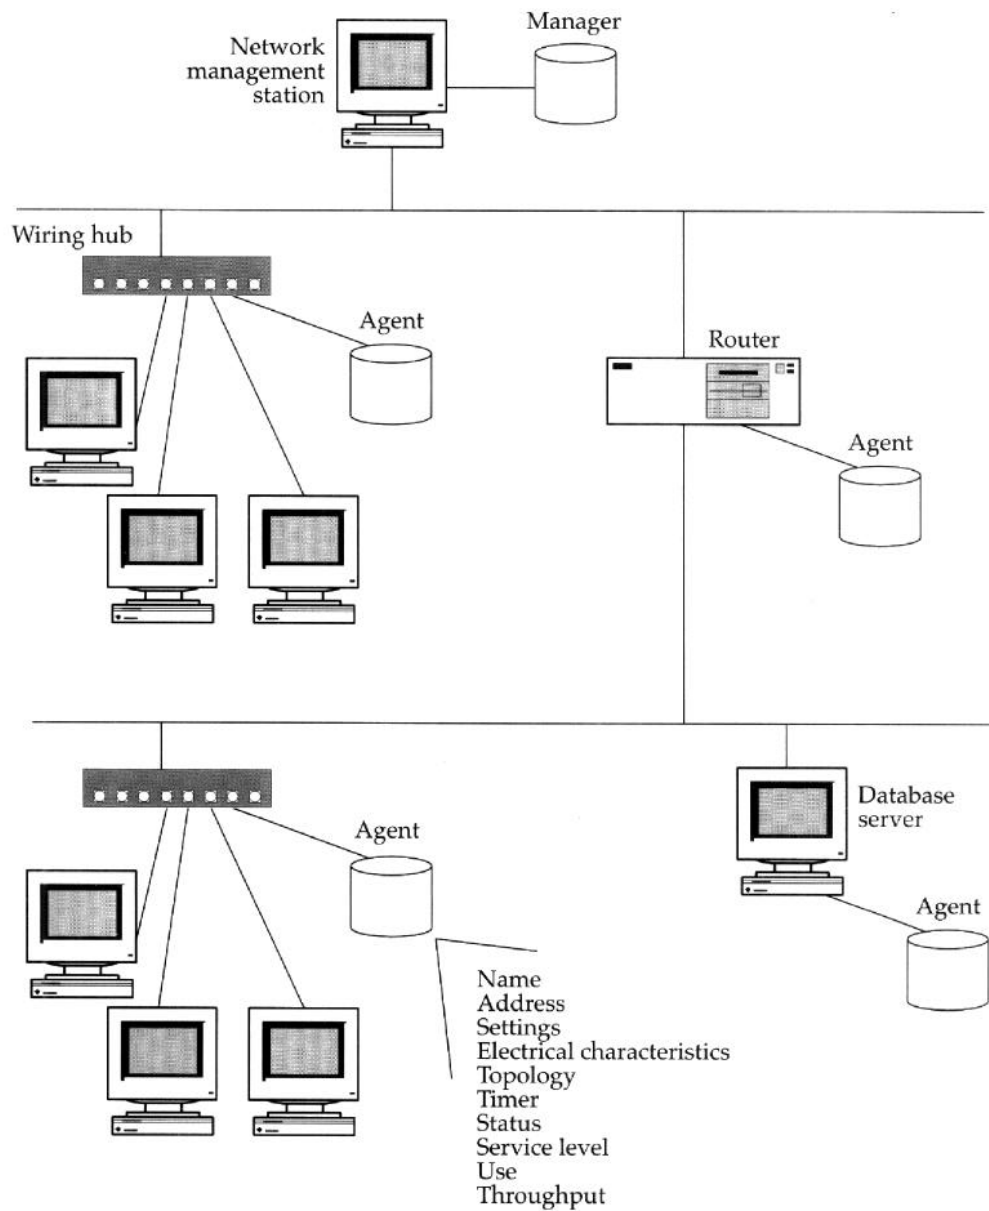 Manager
Network
management
station
Wiring hub
Agent
Router
Agent
Agent
Database
server
Agent
Name
Address
Settings
Electrical characteristics
Topology
Timer
Status
Service level
Use
Throughput